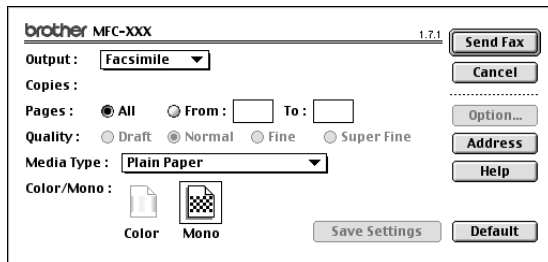 brother MFC-XXX 1.7.1 Send Fax
Output : Facsimile Cancel
Copies :
Pages : All From : To : Option...
Quality : Draft Normal Fine Super Fine Address
Media Type : Plain Paper Help
Color/Mono :
Color Mono Save Settings Default